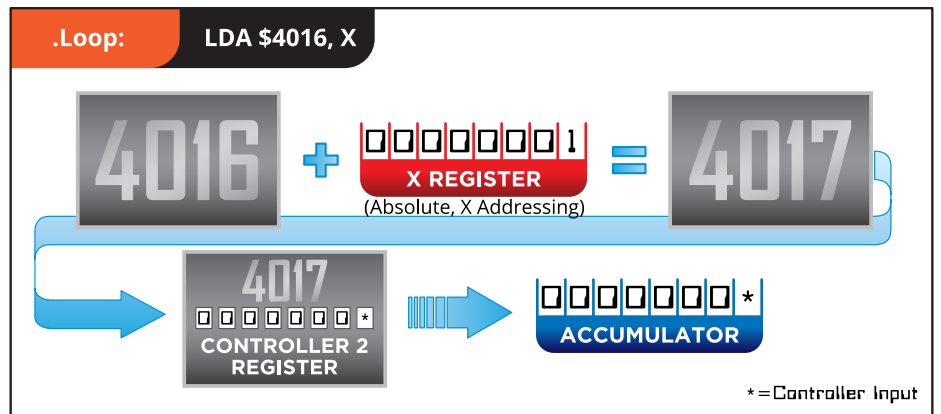 .Loop: LDA $4016, X
4016 + 00000001 = 4017
X REGISTER
(Absolute, X Addressing)
4017
0000000*
CONTROLLER 2
REGISTER
0000000*
ACCUMULATOR
*=Controller Input